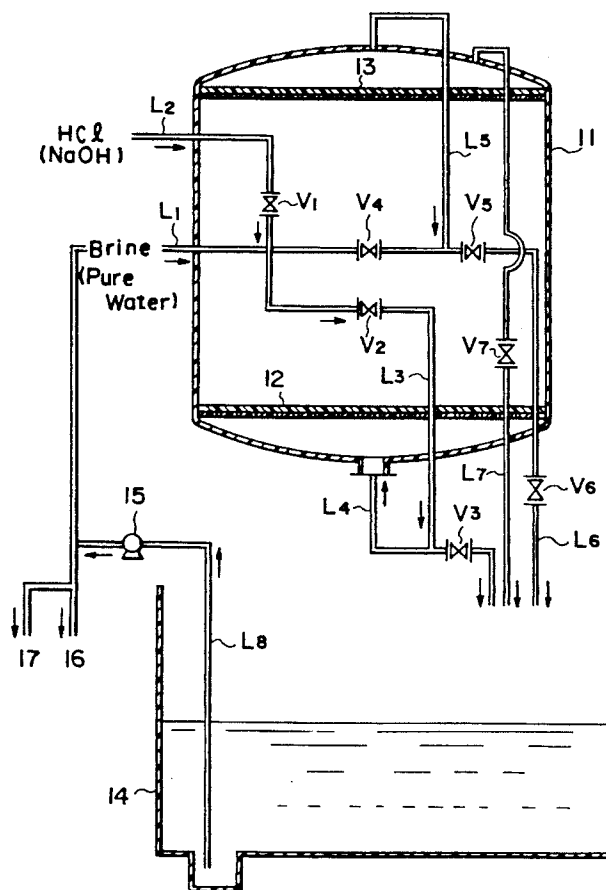 13
L2
HCl
(NaOH)
L5
11
V1
V4
V5
L1
Brine
(Pure
Water)
V2
V7
L3
12
L7
V6
L4
V3
15
L6
17
16
L8
14